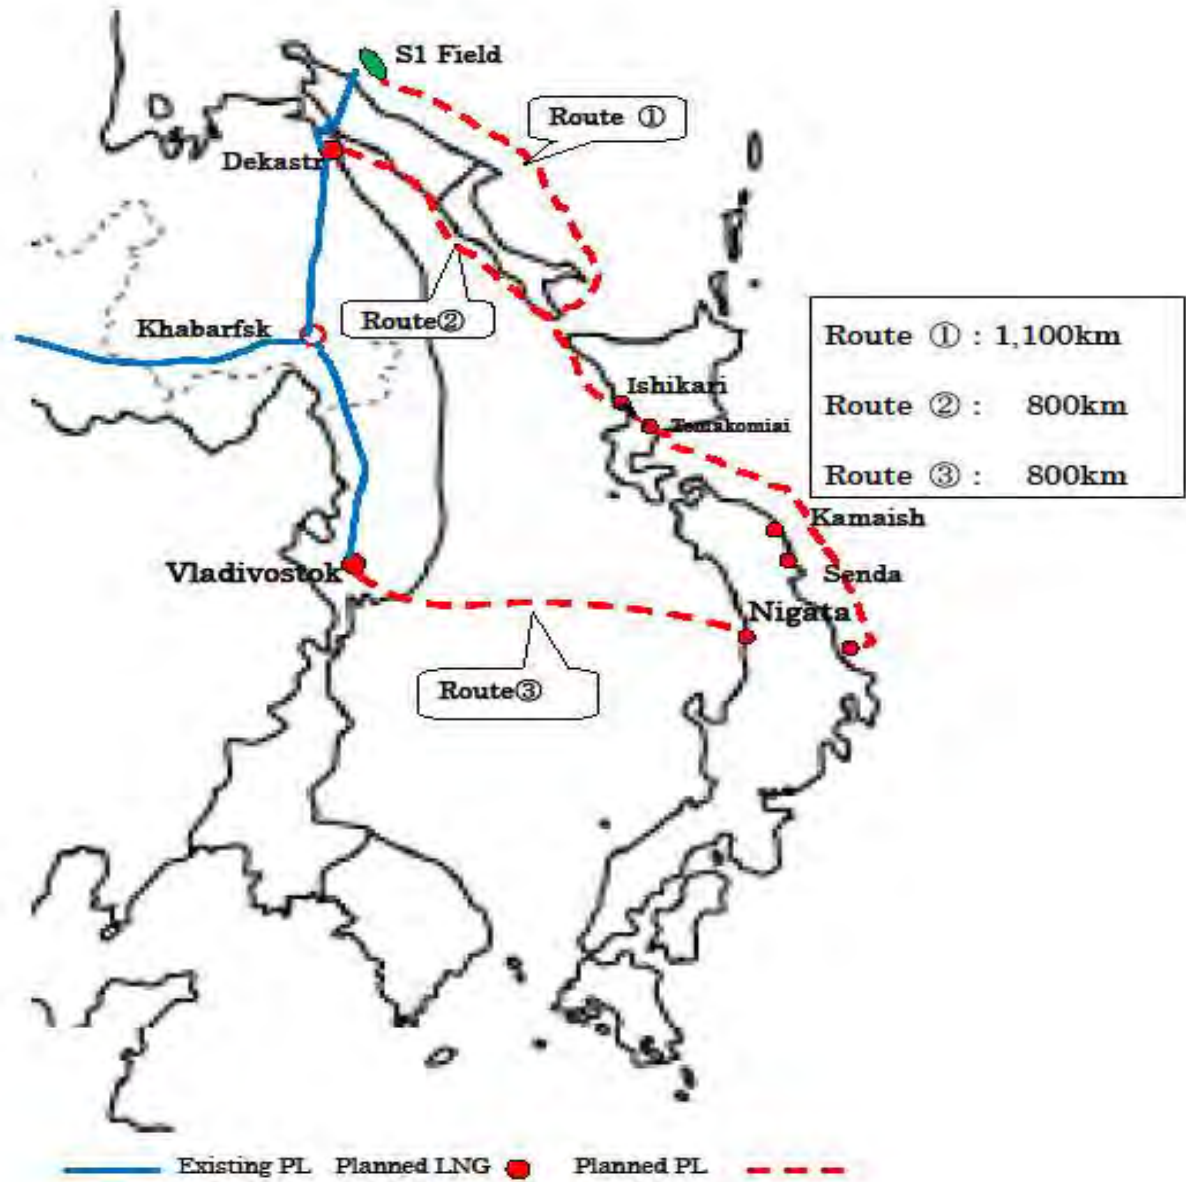 S1 Field
Route ①
Dekastr
Route②
Khabarfsk
Route ① : 1,100km
Route ② : 800km
Route ③ : 800km
Ishikari
Kamaish
Senda
Vladivostok
Nigata
Route③
Existing PL Planned LNG Planned PL